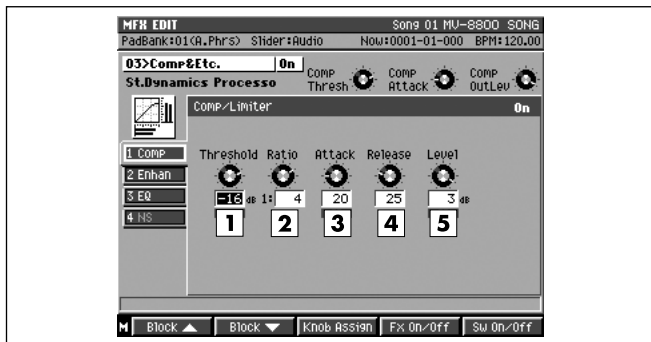 MFX EDIT Song 01 MV-8800 SONG
PadBank:01(A.Phrs) Slider:Audio Now:0001-01-000 BPM:120.00
03>Comp&Etc. On
St.Dynamics Processo
Comp Thresh Comp Attack Comp OutLev
Comp/Limiter On
1 Comp
2 Enhan
3 EQ
4 NS
Threshold Ratio Attack Release Level
-16 dB 1: 4 20 25 3 dB
1 2 3 4 5
M Block ▲ Block ▼ Knob Assign Fx On/Off Sw On/Off